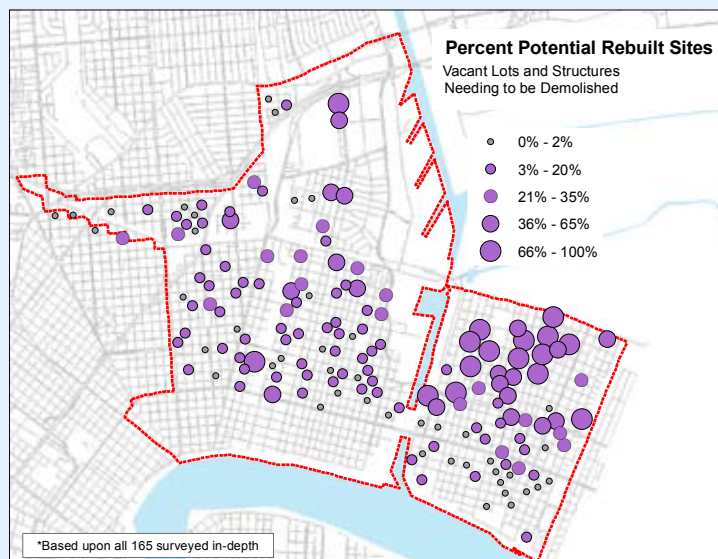 Percent Potential Rebuilt Sites
Vacant Lots and Structures
Needing to be Demolished
0% - 2%
3% - 20%
21% - 35%
36% - 65%
66% - 100%
*Based upon all 165 surveyed in-depth